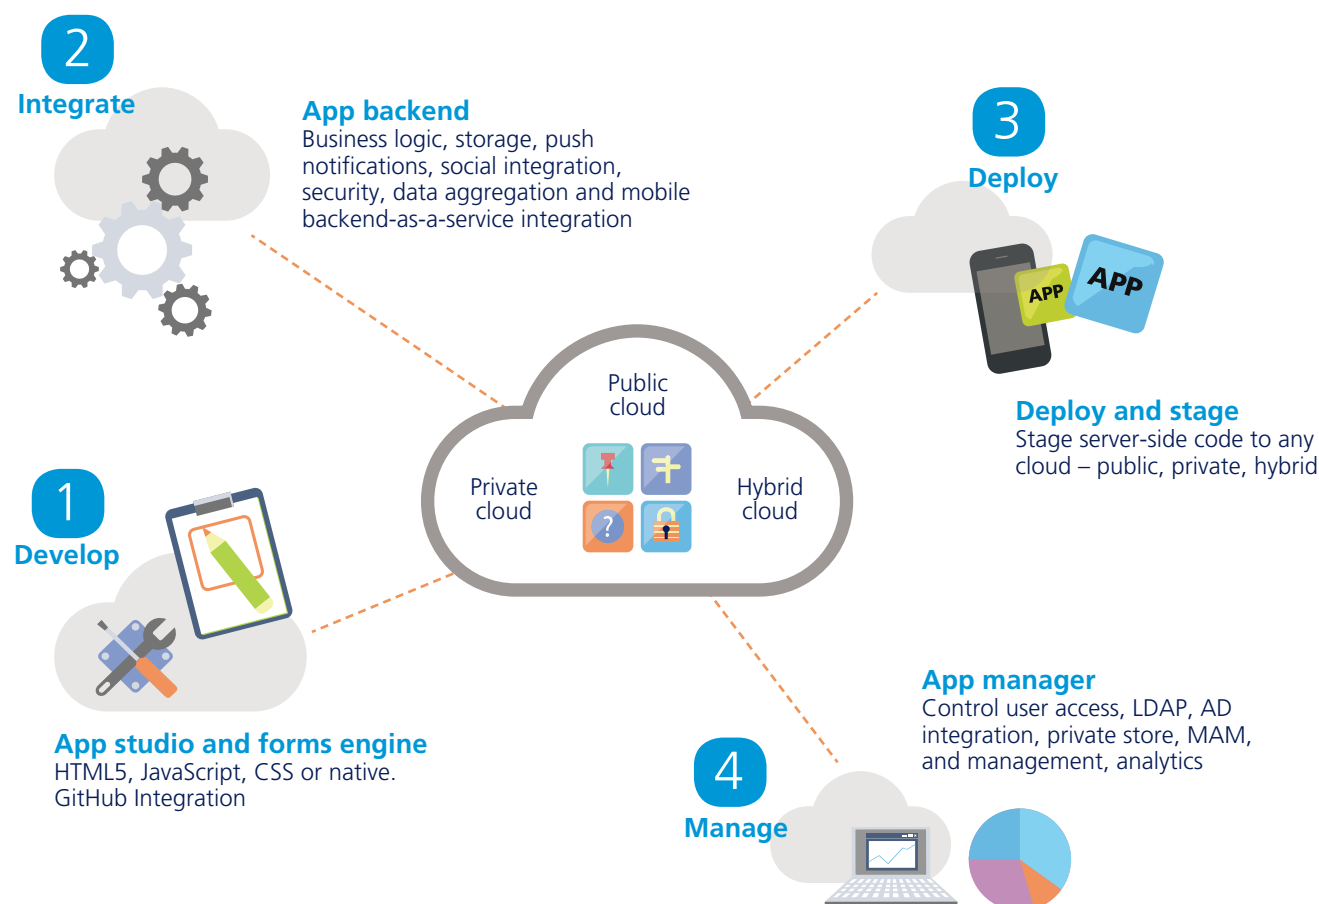 2
Integrate
App backend
Business logic, storage, push
notifications, social integration,
security, data aggregation and mobile
backend-as-a-service integration
3
Deploy
APP
APP
Deploy and stage
Stage server-side code to any
cloud – public, private, hybrid
Public
cloud
Private
cloud
Hybrid
cloud
?
1
Develop
App studio and forms engine
HTML5, JavaScript, CSS or native.
GitHub Integration
4
Manage
App manager
Control user access, LDAP, AD
integration, private store, MAM,
and management, analytics